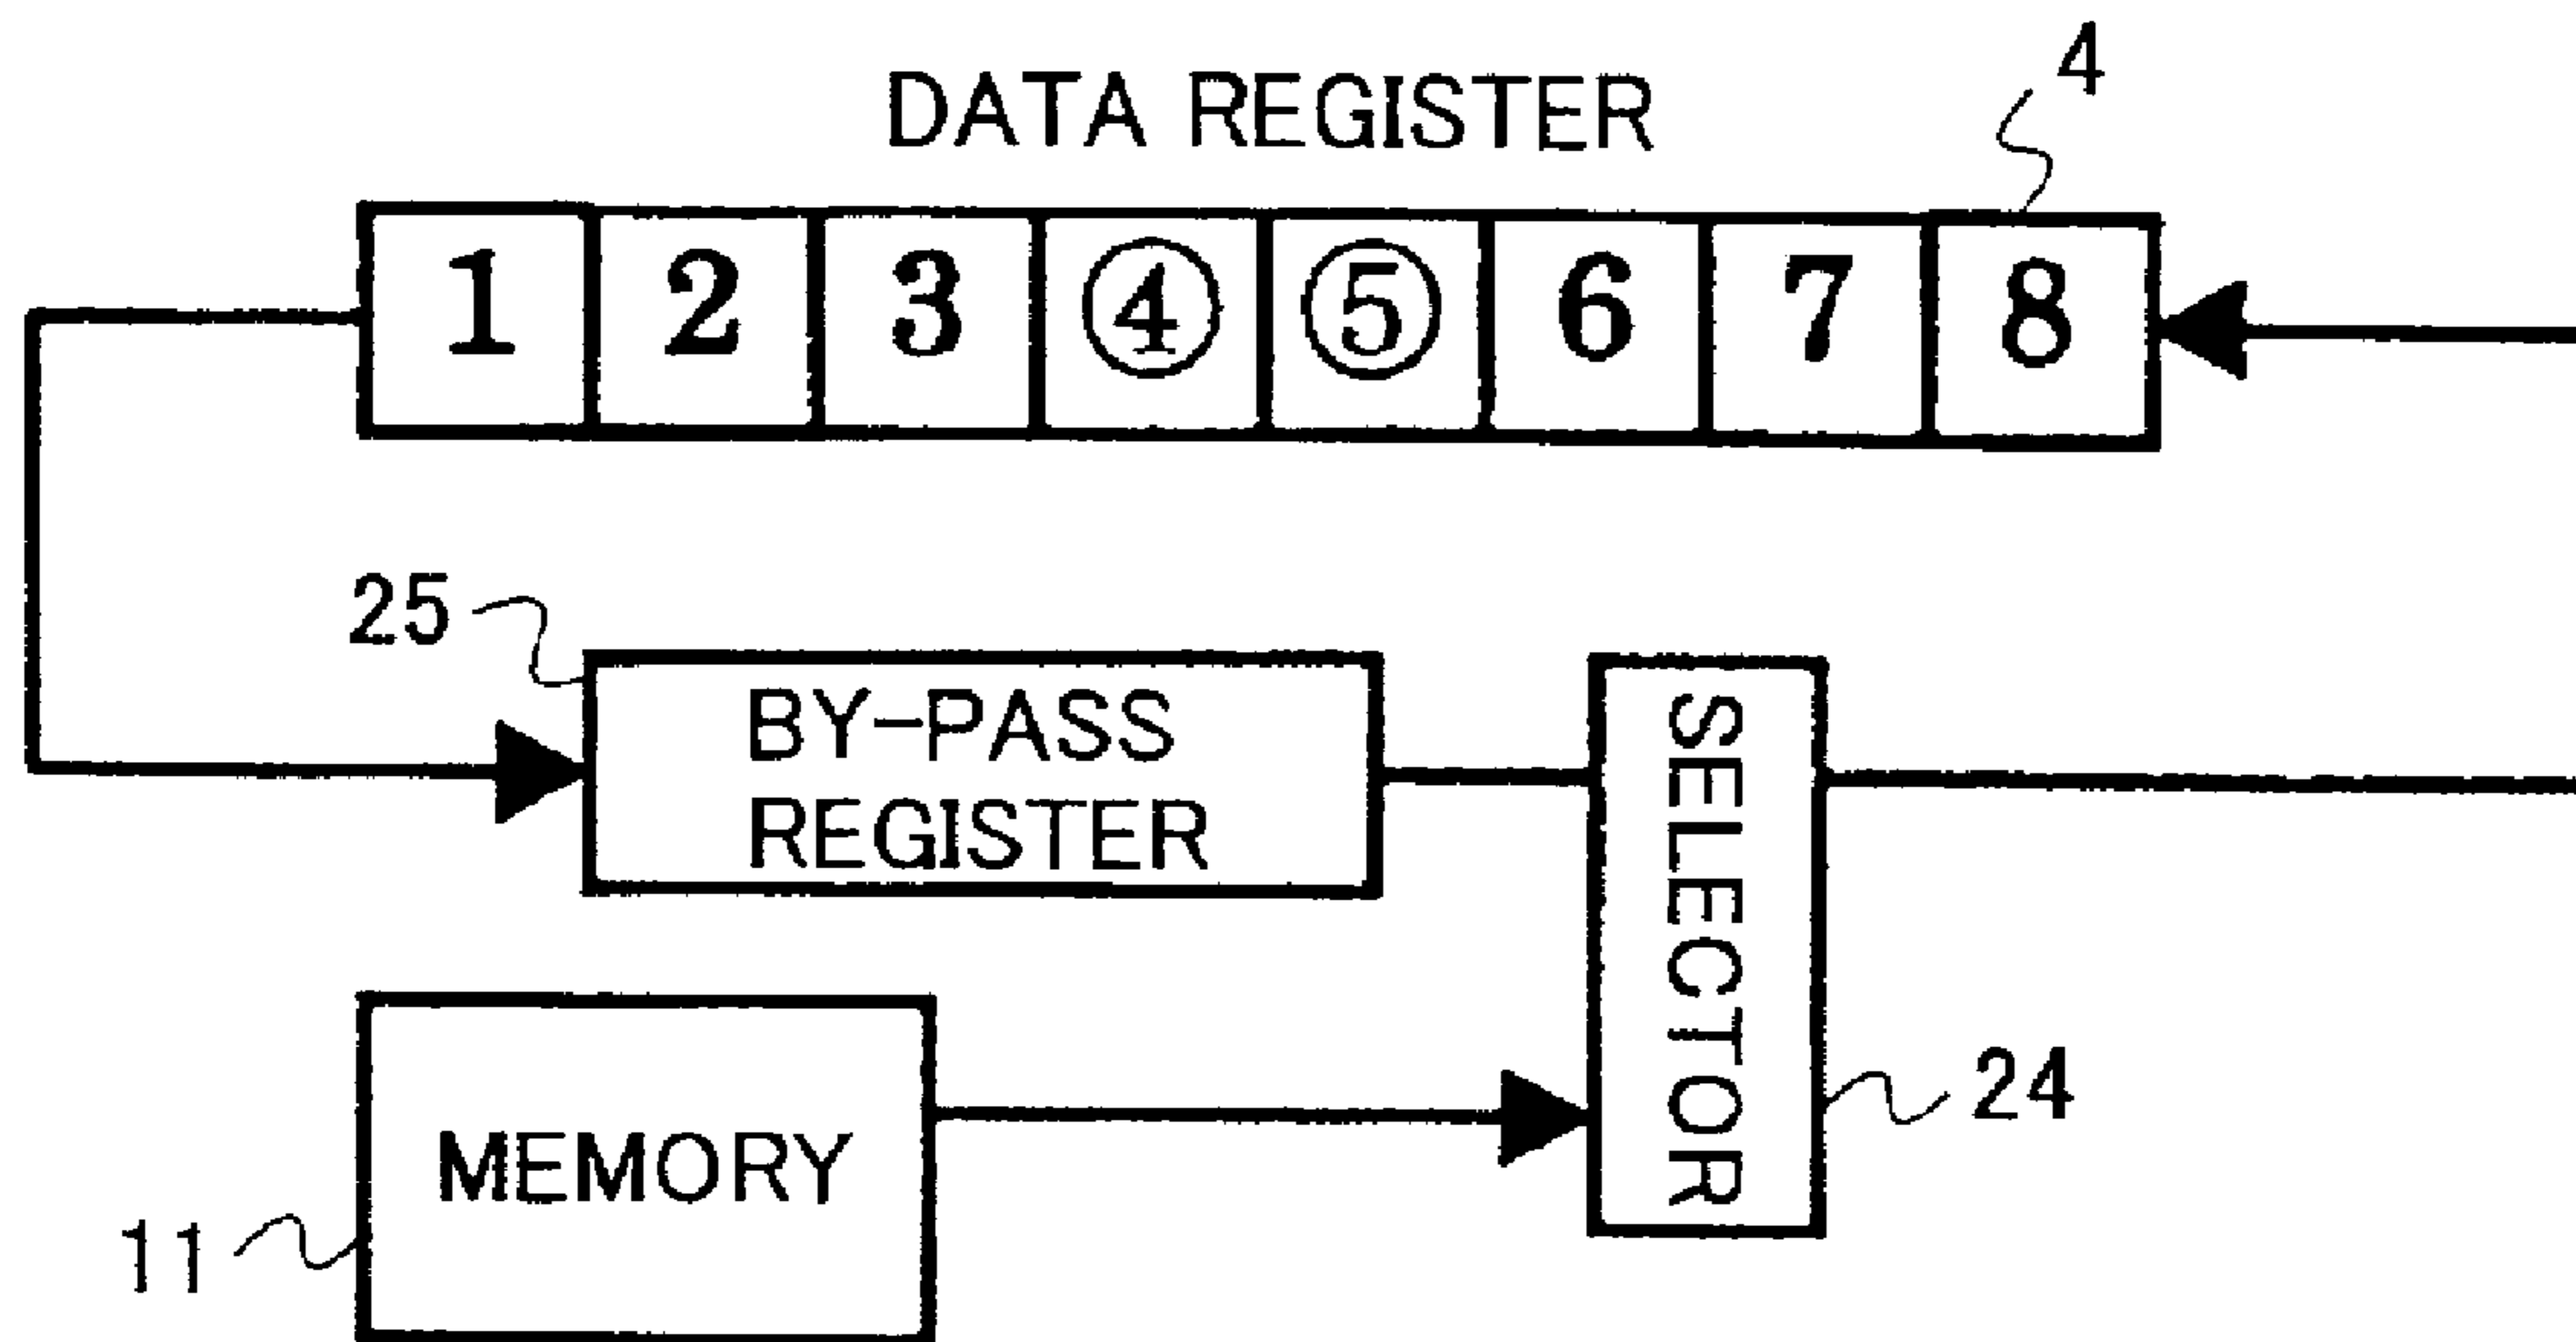 4
DATA REGISTER
1 2 3 ④ ⑤ 6 7 8
25
BY-PASS
REGISTER
SELECTOR
24
MEMORY
11